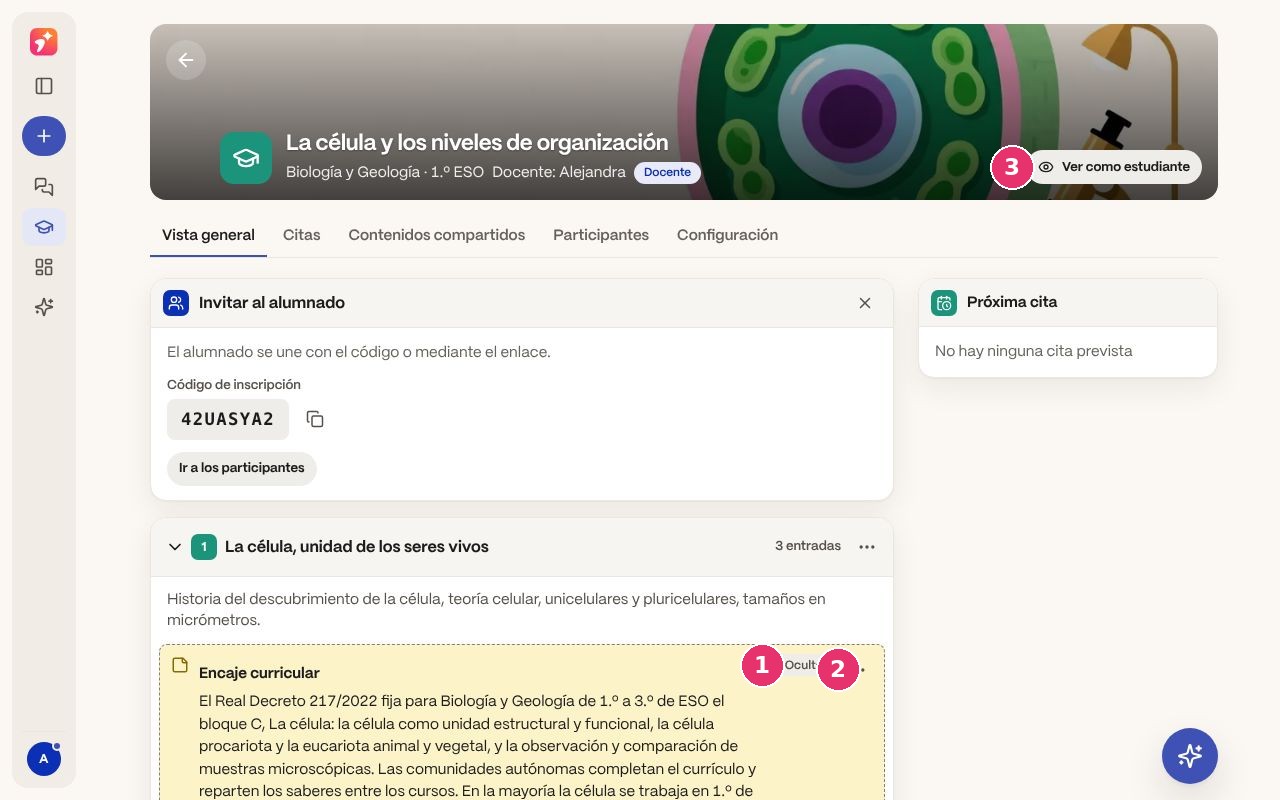 La célula y los niveles de organización
Biología y Geología · 1.º ESO Docente: Alejandra Docente
3 Ver como estudiante
Vista general Citas Contenidos compartidos Participantes Configuración
Invitar al alumnado
El alumnado se une con el código o mediante el enlace.
Código de inscripción
42UASYA2
Ir a los participantes
Próxima cita
No hay ninguna cita prevista
1 La célula, unidad de los seres vivos 3 entradas
Historia del descubrimiento de la célula, teoría celular, unicelulares y pluricelulares, tamaños en
micrómetros.
Encaje curricular 1 2
El Real Decreto 217/2022 fija para Biología y Geología de 1.º a 3.º de ESO el
bloque C, La célula: la célula como unidad estructural y funcional, la célula
procariota y la eucariota animal y vegetal, y la observación y comparación de
muestras microscópicas. Las comunidades autónomas completan el currículo y
reparten los saberes entre los cursos. En la mayoría la célula se trabaja en 1.º de
A